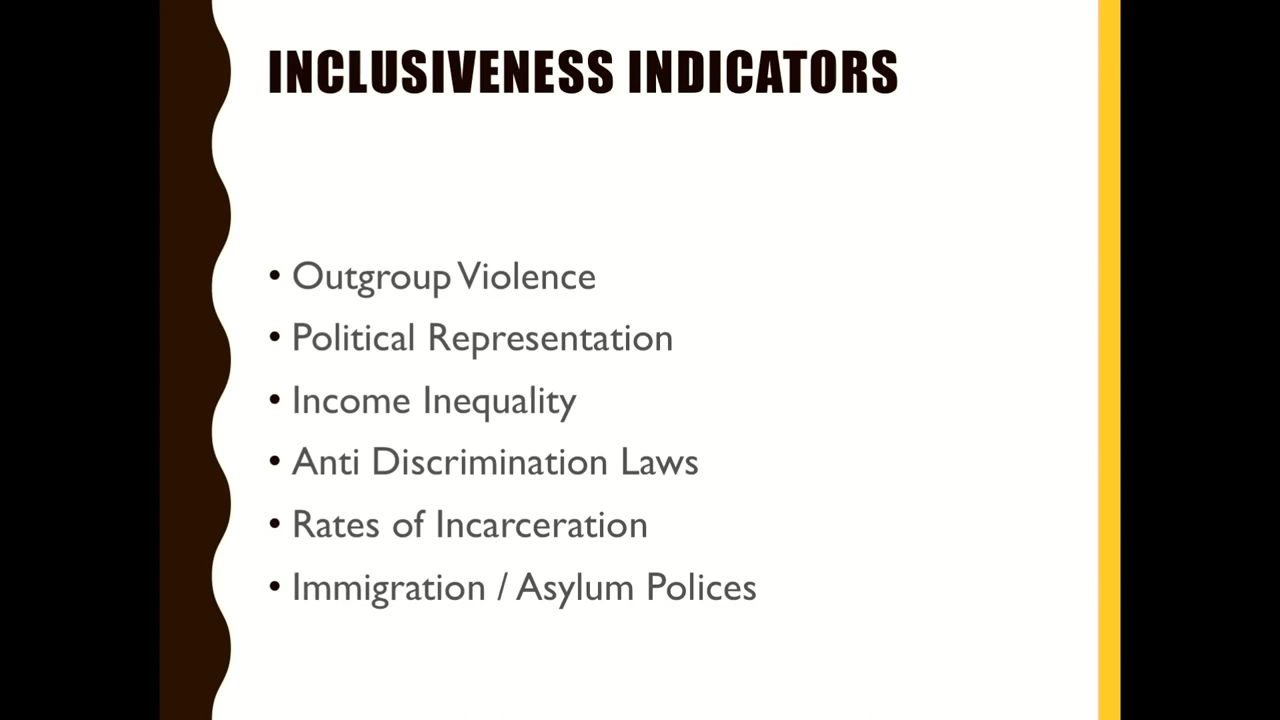 INCLUSIVENESS INDICATORS
• Outgroup Violence
• Political Representation
• Income Inequality
• Anti Discrimination Laws
• Rates of Incarceration
• Immigration / Asylum Polices